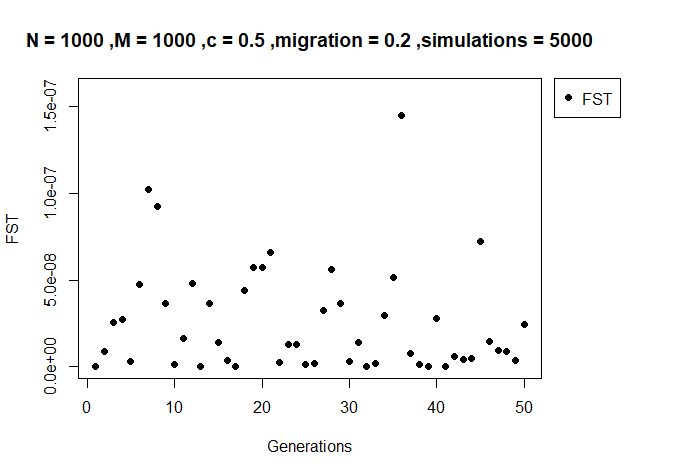 N = 1000 ,M = 1000 ,c = 0.5 ,migration = 0.2 ,simulations = 5000
FST
1.5e-07
1.0e-07
5.0e-08
0.0e+00
FST
0 10 20 30 40 50
Generations